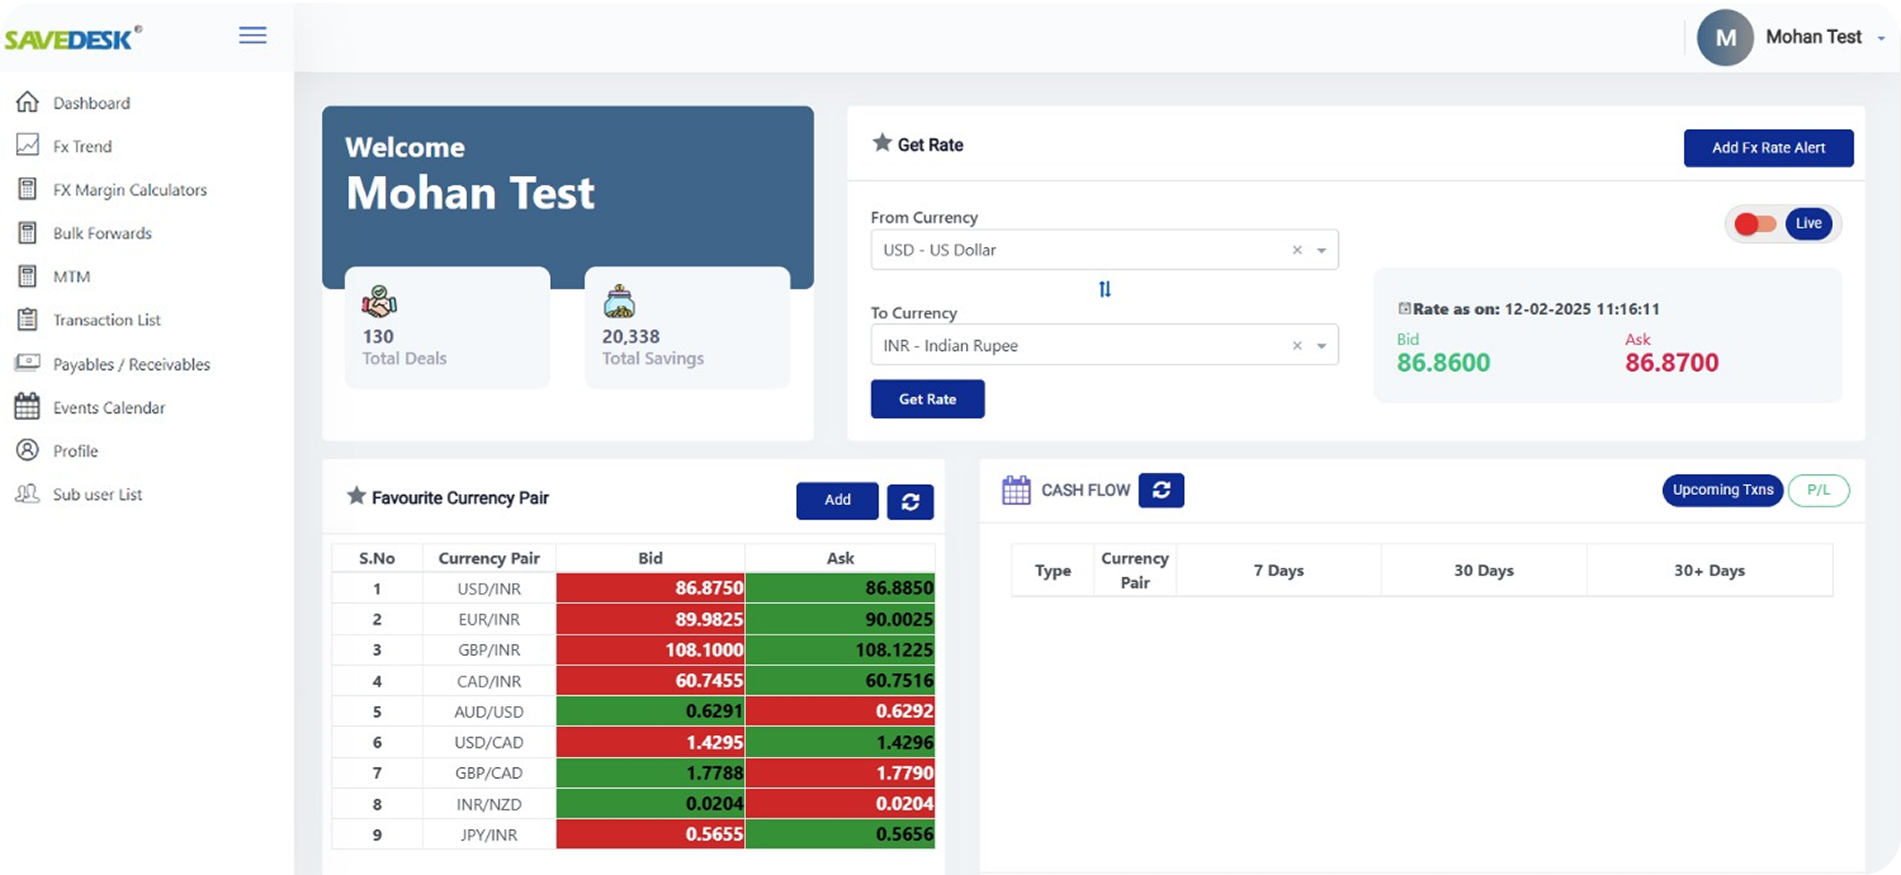 SAVEDESK®
M
Mohan Test
Dashboard
Fx Trend
FX Margin Calculators
Bulk Forwards
MTM
Transaction List
Payables / Receivables
Events Calendar
Profile
Sub user List
Welcome
Mohan Test
130
Total Deals
20,338
Total Savings
Get Rate
Add Fx Rate Alert
From Currency
USD - US Dollar
To Currency
INR - Indian Rupee
Get Rate
Live
Rate as on: 12-02-2025 11:16:11
Bid Ask
86.8600 86.8700
Favourite Currency Pair
Add
S.No Currency Pair Bid Ask
1 USD/INR 86.8750 86.8850
2 EUR/INR 89.9825 90.0025
3 GBP/INR 108.1000 108.1225
4 CAD/INR 60.7455 60.7516
5 AUD/USD 0.6291 0.6292
6 USD/CAD 1.4295 1.4296
7 GBP/CAD 1.7788 1.7790
8 INR/NZD 0.0204 0.0204
9 JPY/INR 0.5655 0.5656
CASH FLOW
Upcoming Txns P/L
Type Currency Pair 7 Days 30 Days 30+ Days